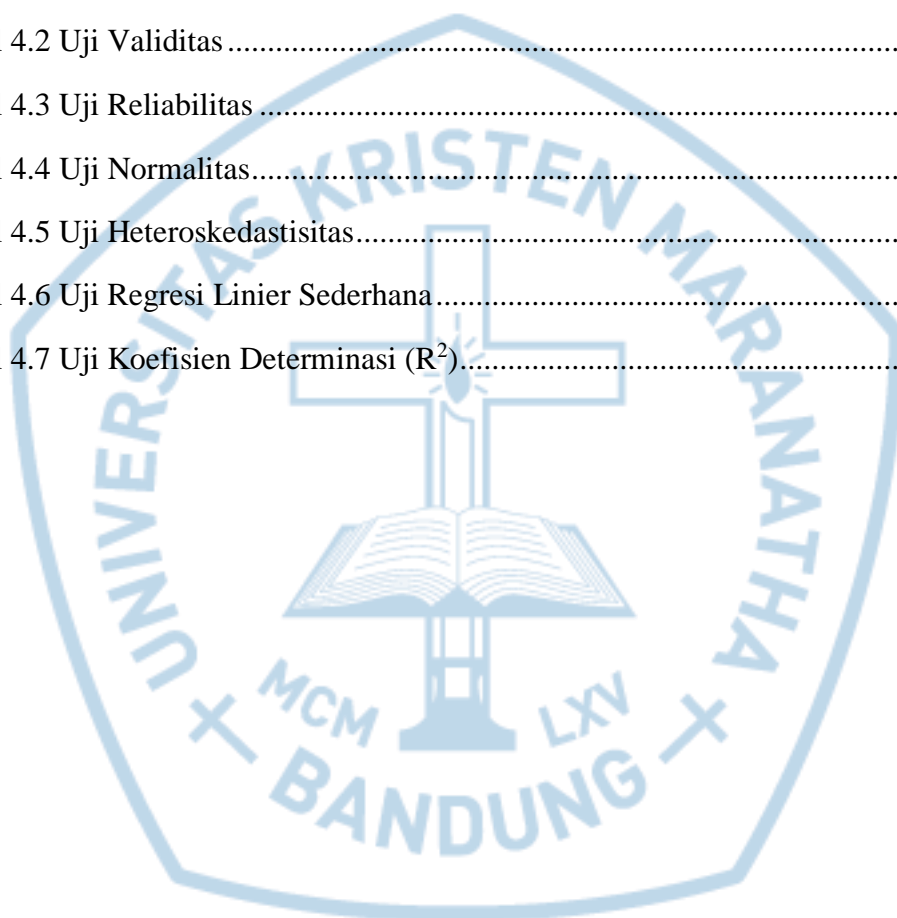 4.2 Uji Validitas
4.3 Uji Reliabilitas
4.4 Uji Normalitas
4.5 Uji Heteroskedastisitas
4.6 Uji Regresi Linier Sederhana
4.7 Uji Koefisien Determinasi (R²)
UNIVERSITAS KRISTEN MARANATHA
MCM LXV
BANDUNG